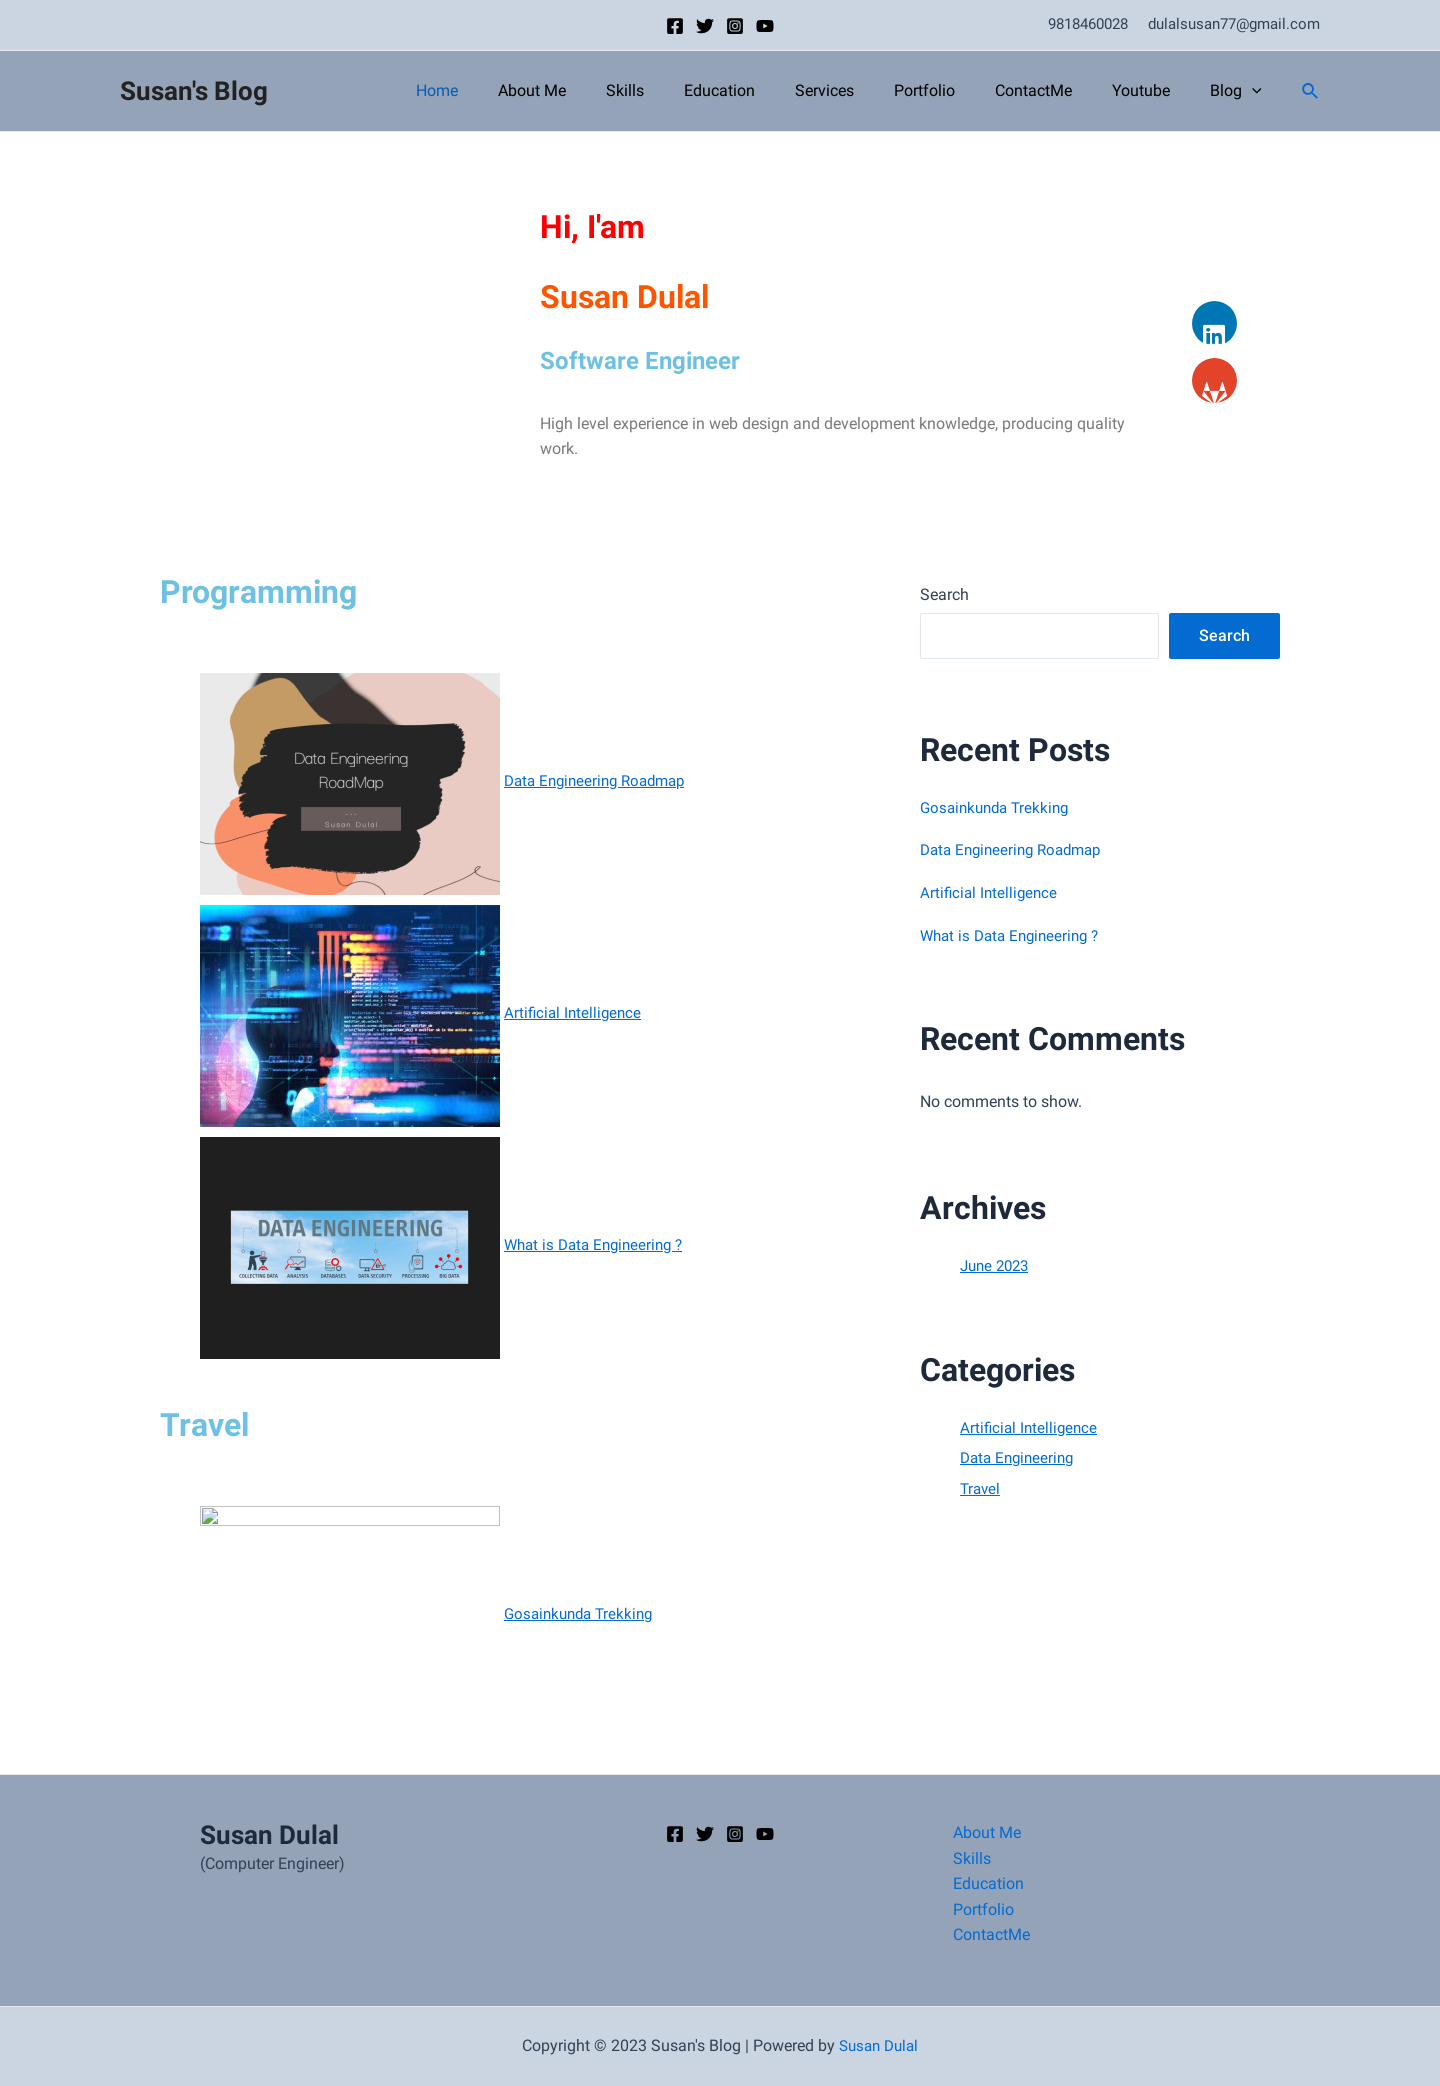 9818460028 dulalsusan77@gmail.com
Susan's Blog
Home About Me Skills Education Services Portfolio ContactMe Youtube Blog
Hi, I'am
Susan Dulal
Software Engineer
High level experience in web design and development knowledge, producing quality
work.
Programming
Data Engineering
RoadMap
Susan Dulal
Data Engineering Roadmap
Artificial Intelligence
DATA ENGINEERING
COLLECTING DATA ANALYSIS DATABASES DATA SECURITY PROCESSING BIG DATA
What is Data Engineering ?
Travel
Gosainkunda Trekking
Search
Search
Recent Posts
Gosainkunda Trekking
Data Engineering Roadmap
Artificial Intelligence
What is Data Engineering ?
Recent Comments
No comments to show.
Archives
June 2023
Categories
Artificial Intelligence
Data Engineering
Travel
Susan Dulal
(Computer Engineer)
About Me
Skills
Education
Portfolio
ContactMe
Copyright © 2023 Susan's Blog | Powered by Susan Dulal